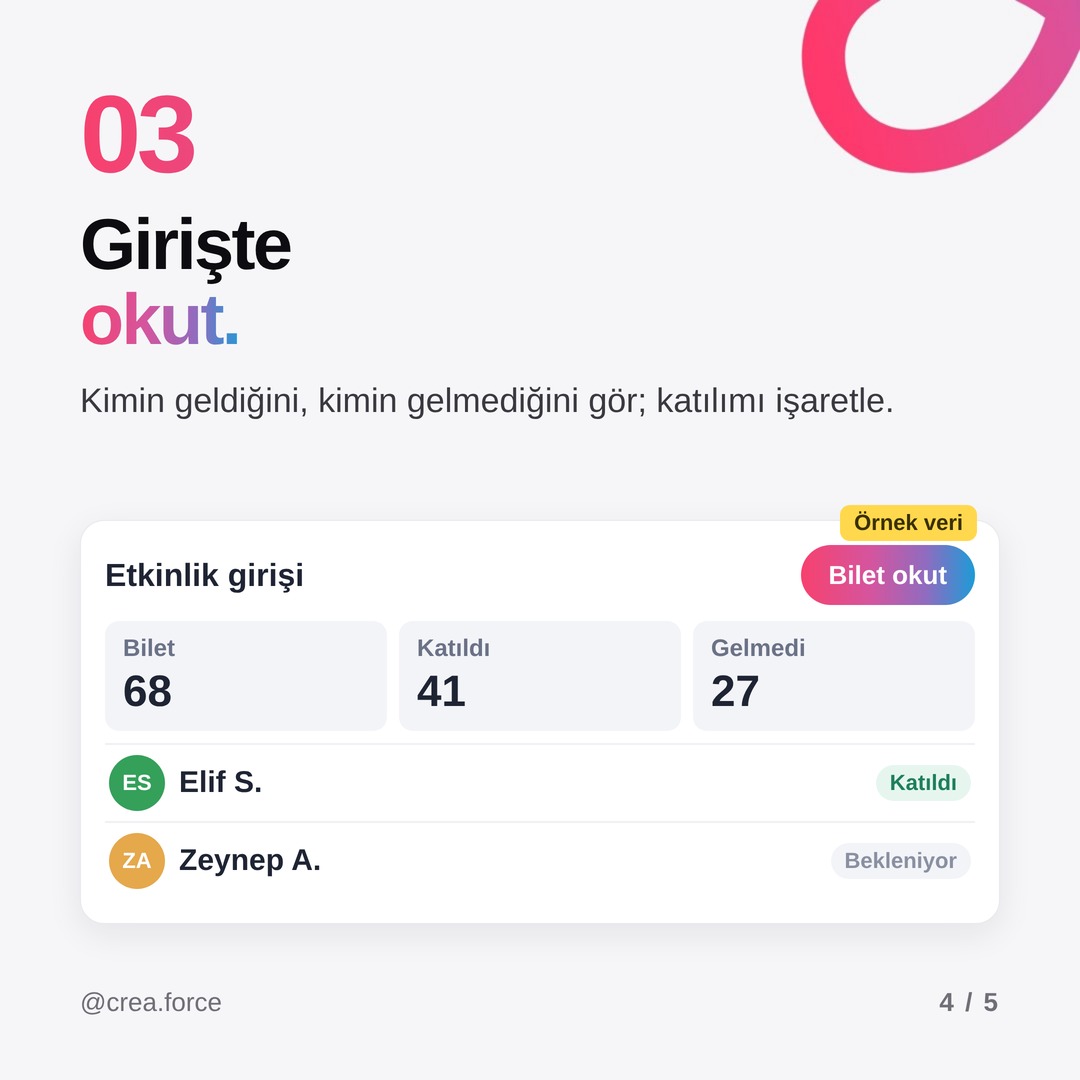 03
Girişte
okut.
Kimin geldiğini, kimin gelmediğini gör; katılımı işaretle.
Örnek veri
Etkinlik girişi
Bilet okut
Bilet
68
Katıldı
41
Gelmedi
27
ES
Elif S.
Katıldı
ZA
Zeynep A.
Bekleniyor
@crea.force
4 / 5